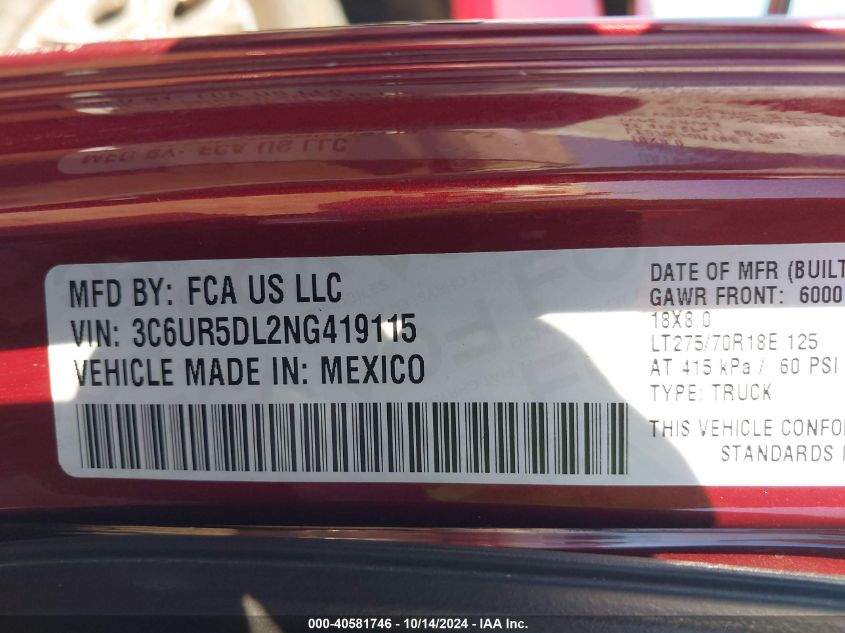 MFD BY: FCA US LLC
VIN: 3C6UR5DL2NG419115
VEHICLE MADE IN: MEXICO
DATE OF MFR (BUILT
GAWR FRONT: 6000
18X8.0
LT275/70R18E 125
AT 415 kPa / 60 PSI
TYPE: TRUCK
THIS VEHICLE CONFO
STANDARDS
000-40581746 - 10/14/2024 - IAA Inc.